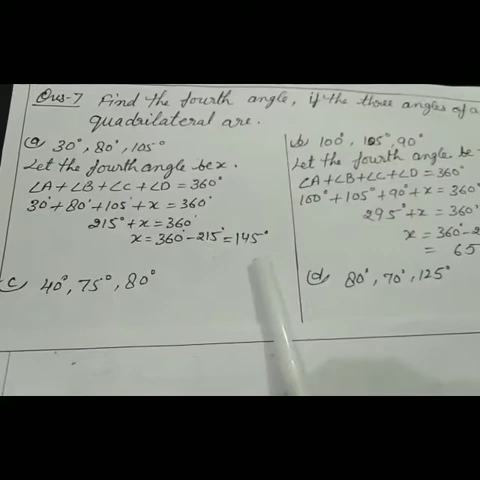 Ques-7 Find the fourth angle, if the three angles of a
quadrilateral are.
(a) 30°, 80°, 105°
Let the fourth angle be x.
∠A+∠B+∠C+∠D = 360°
30°+80°+105°+x = 360°
215°+x = 360°
x = 360°-215° = 145°
(b) 100°, 105°, 90°
Let the fourth angle be
∠A+∠B+∠C+∠D = 360°
100°+105°+90°+x = 360°
295°+x = 360°
x = 360°-2
= 65
(c) 40°, 75°, 80°
(d) 80°, 70°, 125°